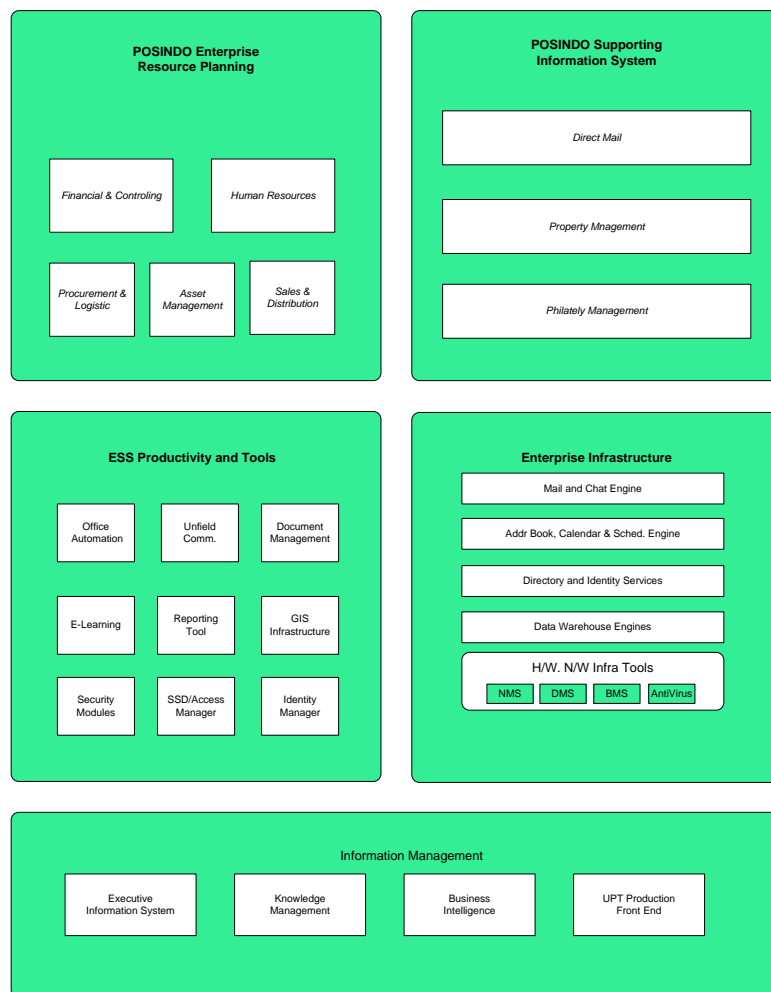 POSINDO Enterprise
Resource Planning
Financial & Controling
Human Resources
Procurement &
Logistic
Asset
Management
Sales &
Distribution
POSINDO Supporting
Information System
Direct Mail
Property Mnagement
Philately Management
ESS Productivity and Tools
Office
Automation
Unfield
Comm.
Document
Management
E-Learning
Reporting
Tool
GIS
Infrastructure
Security
Modules
SSD/Access
Manager
Identity
Manager
Enterprise Infrastructure
Mail and Chat Engine
Addr Book, Calendar & Sched. Engine
Directory and Identity Services
Data Warehouse Engines
H/W. N/W Infra Tools
NMS
DMS
BMS
AntiVirus
Information Management
Executive
Information System
Knowledge
Management
Business
Intelligence
UPT Production
Front End